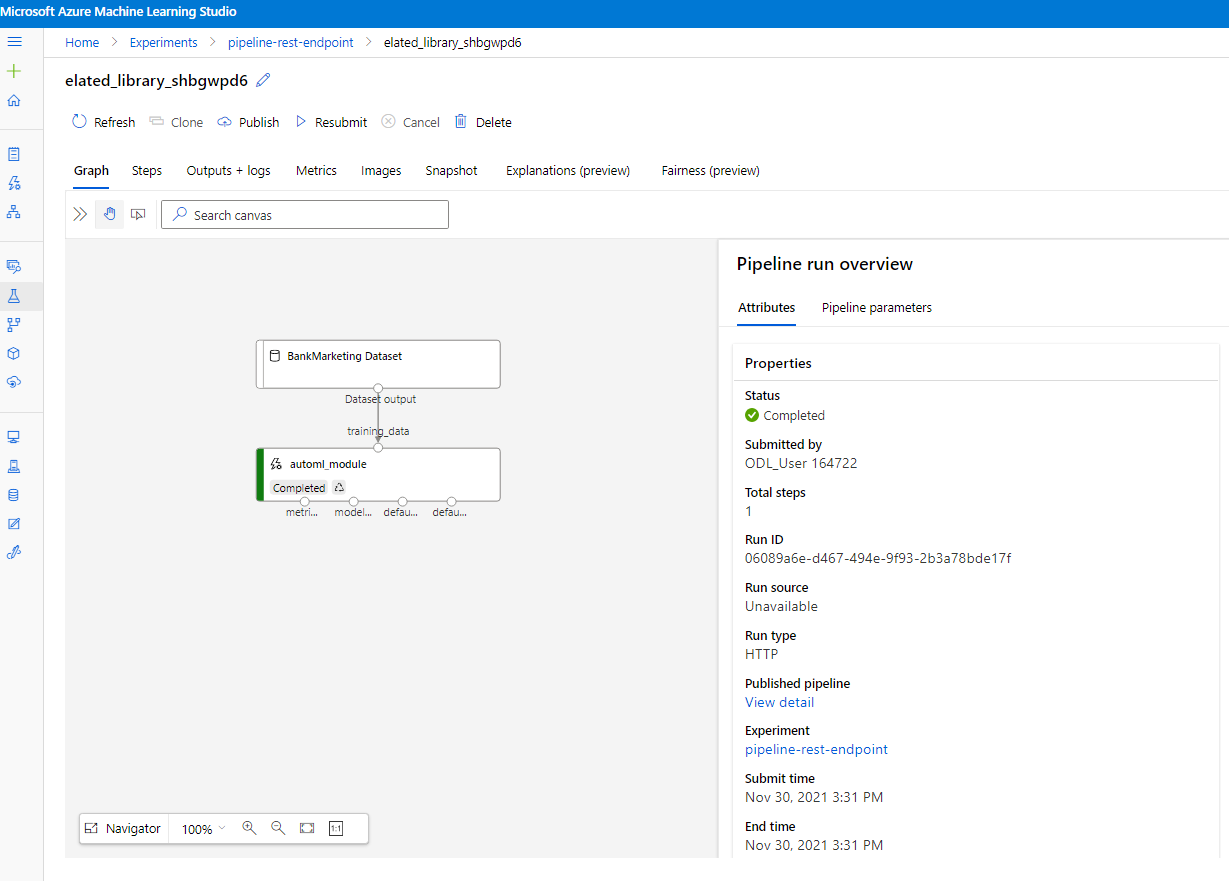 Microsoft Azure Machine Learning Studio
Home > Experiments > pipeline-rest-endpoint > elated_library_shbgwpd6
elated_library_shbgwpd6
Refresh Clone Publish Resubmit Cancel Delete
Graph Steps Outputs + logs Metrics Images Snapshot Explanations (preview) Fairness (preview)
Search canvas
BankMarketing Dataset
Dataset output
training_data
automl_module
Completed
metri... model... defau... defau...
Navigator 100% 1:1
Pipeline run overview
Attributes Pipeline parameters
Properties
Status
Completed
Submitted by
ODL_User 164722
Total steps
1
Run ID
06089a6e-d467-494e-9f93-2b3a78bde17f
Run source
Unavailable
Run type
HTTP
Published pipeline
View detail
Experiment
pipeline-rest-endpoint
Submit time
Nov 30, 2021 3:31 PM
End time
Nov 30, 2021 3:31 PM